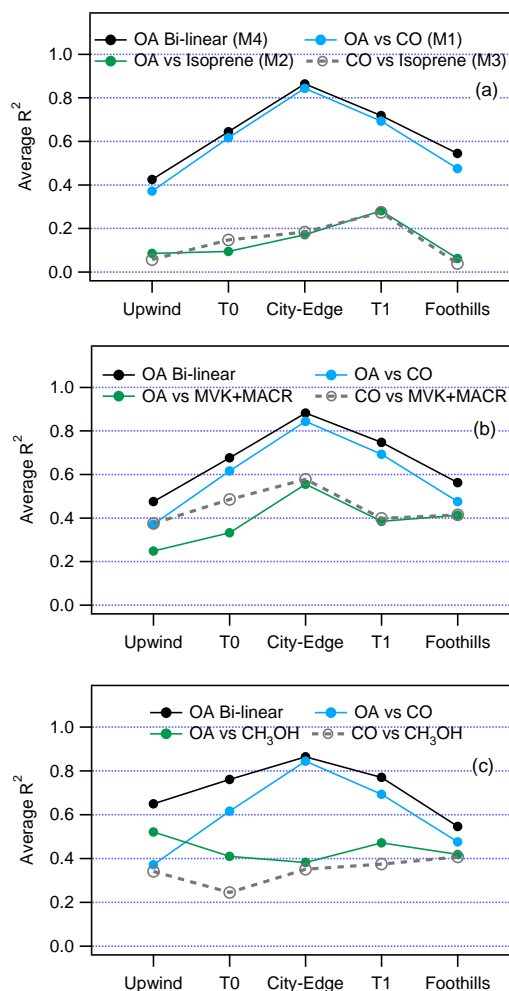 OA Bi-linear (M4) OA vs CO (M1)
OA vs Isoprene (M2) CO vs Isoprene (M3)
(a)
Average R²
1.0
0.8
0.6
0.4
0.2
0.0
Upwind T0 City-Edge T1 Foothills
OA Bi-linear OA vs CO
OA vs MVK+MACR CO vs MVK+MACR
(b)
Average R²
1.0
0.8
0.6
0.4
0.2
0.0
Upwind T0 City-Edge T1 Foothills
OA Bi-linear OA vs CO
OA vs CH₃OH CO vs CH₃OH
(c)
Average R²
1.0
0.8
0.6
0.4
0.2
0.0
Upwind T0 City-Edge T1 Foothills